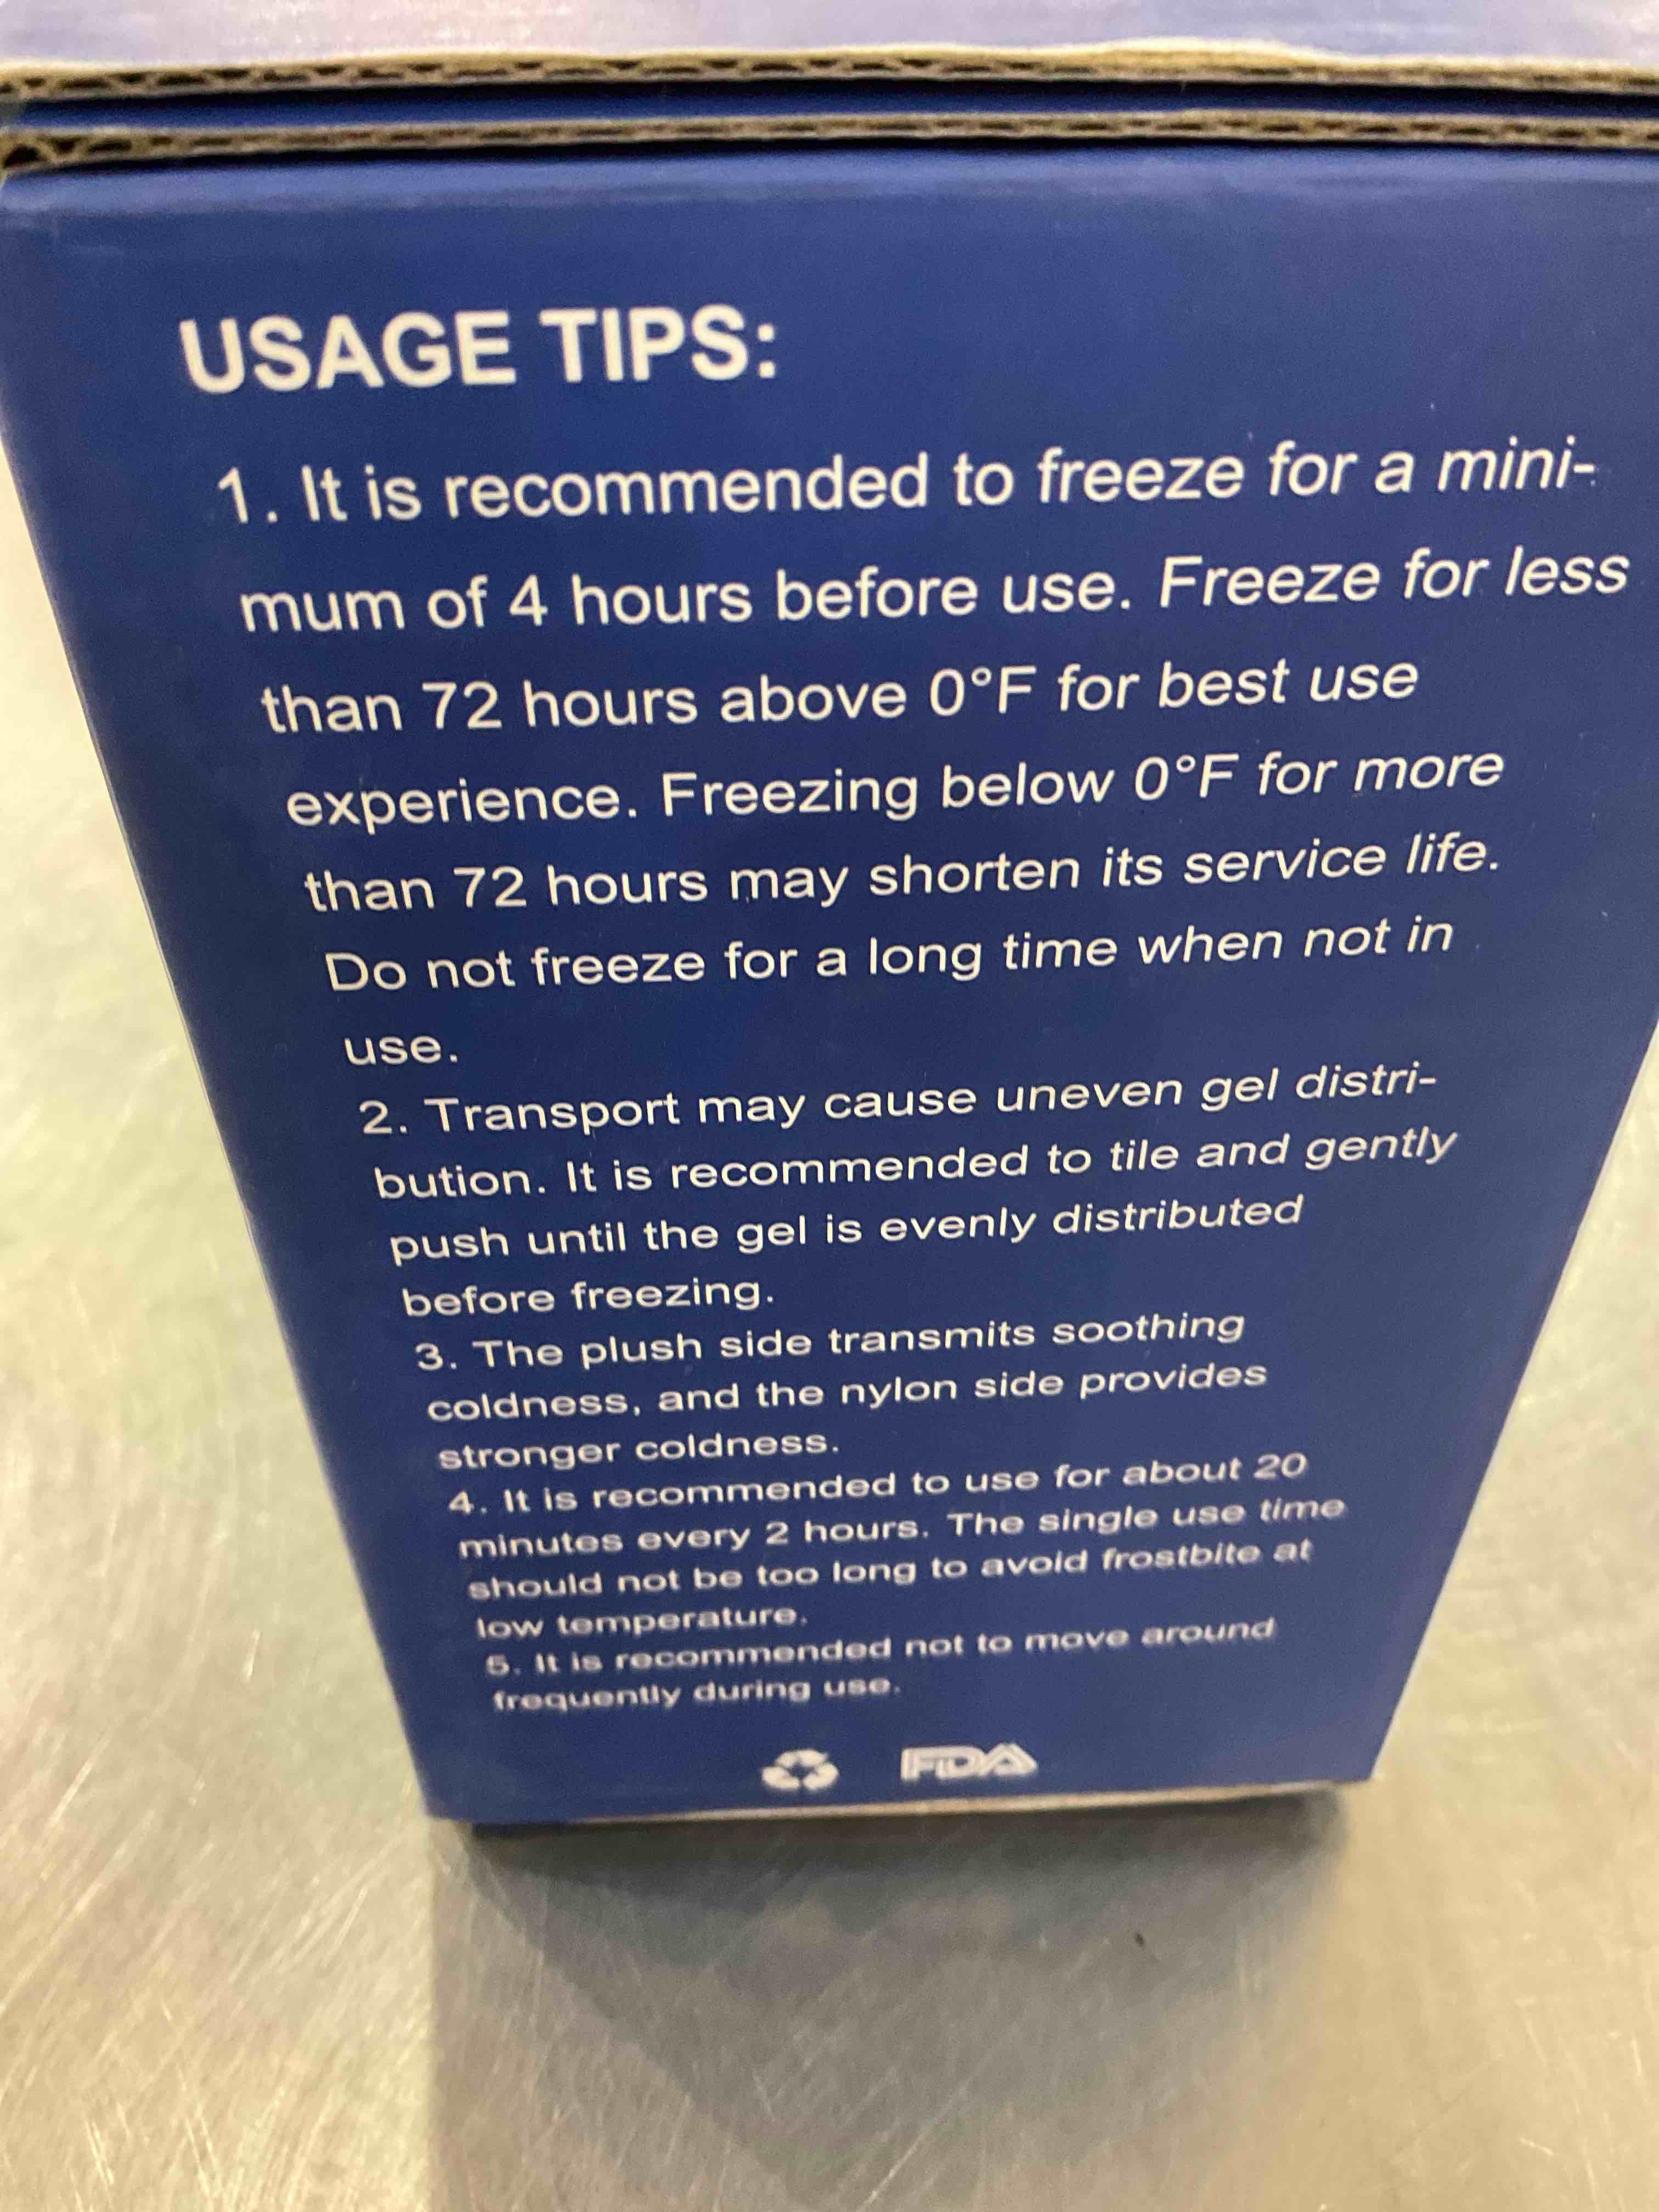 USAGE TIPS:
1. It is recommended to freeze for a mini-
mum of 4 hours before use. Freeze for less
than 72 hours above 0°F for best use
experience. Freezing below 0°F for more
than 72 hours may shorten its service life.
Do not freeze for a long time when not in
use.
2. Transport may cause uneven gel distri-
bution. It is recommended to tile and gently
push until the gel is evenly distributed
before freezing.
3. The plush side transmits soothing
coldness, and the nylon side provides
stronger coldness.
4. It is recommended to use for about 20
minutes every 2 hours. The single use time
should not be too long to avoid frostbite at
low temperature.
5. It is recommended not to move around
frequently during use.
FDA